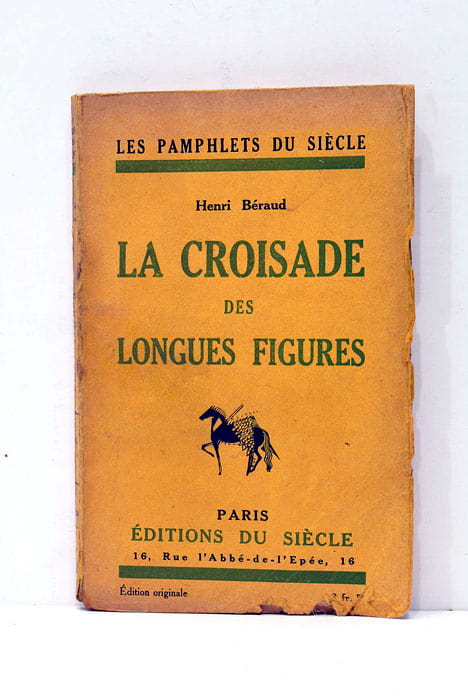 LES PAMPHLETS DU SIÈCLE
Henri Béraud
LA CROISADE
DES
LONGUES FIGURES
PARIS
ÉDITIONS DU SIÈCLE
16, Rue l'Abbé-de-l'Epée, 16
Édition originale
fr.